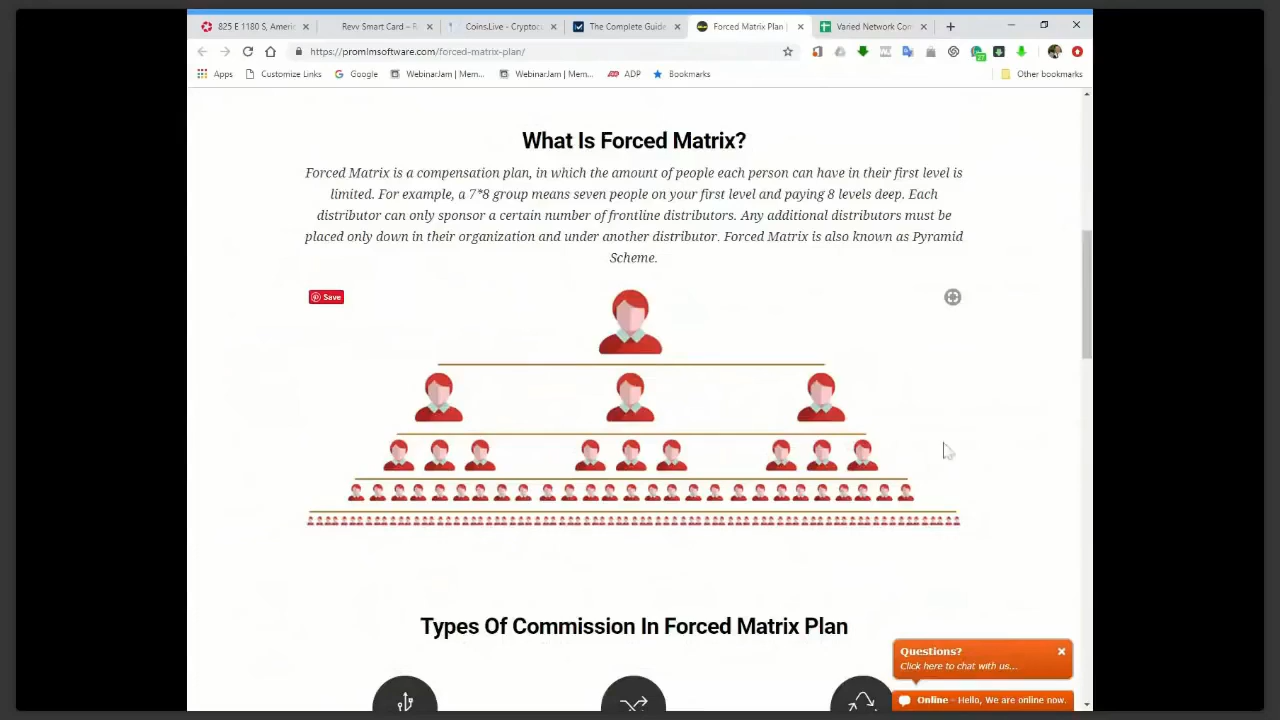 825 E 1180 S, Americ
Revv Smart Card – R
Coins.Live - Cryptoc
The Complete Guide
Forced Matrix Plan |
Varied Network Con
https://promlmsoftware.com/forced-matrix-plan/
27
Apps
Customize Links
Google
WebinarJam | Mem...
WebinarJam | Mem...
ADP
Bookmarks
Other bookmarks
What Is Forced Matrix?
Forced Matrix is a compensation plan, in which the amount of people each person can have in their first level is
limited. For example, a 7*8 group means seven people on your first level and paying 8 levels deep. Each
distributor can only sponsor a certain number of frontline distributors. Any additional distributors must be
placed only down in their organization and under another distributor. Forced Matrix is also known as Pyramid
Scheme.
Save
Types Of Commission In Forced Matrix Plan
Questions?
Click here to chat with us...
Online – Hello, We are online now.